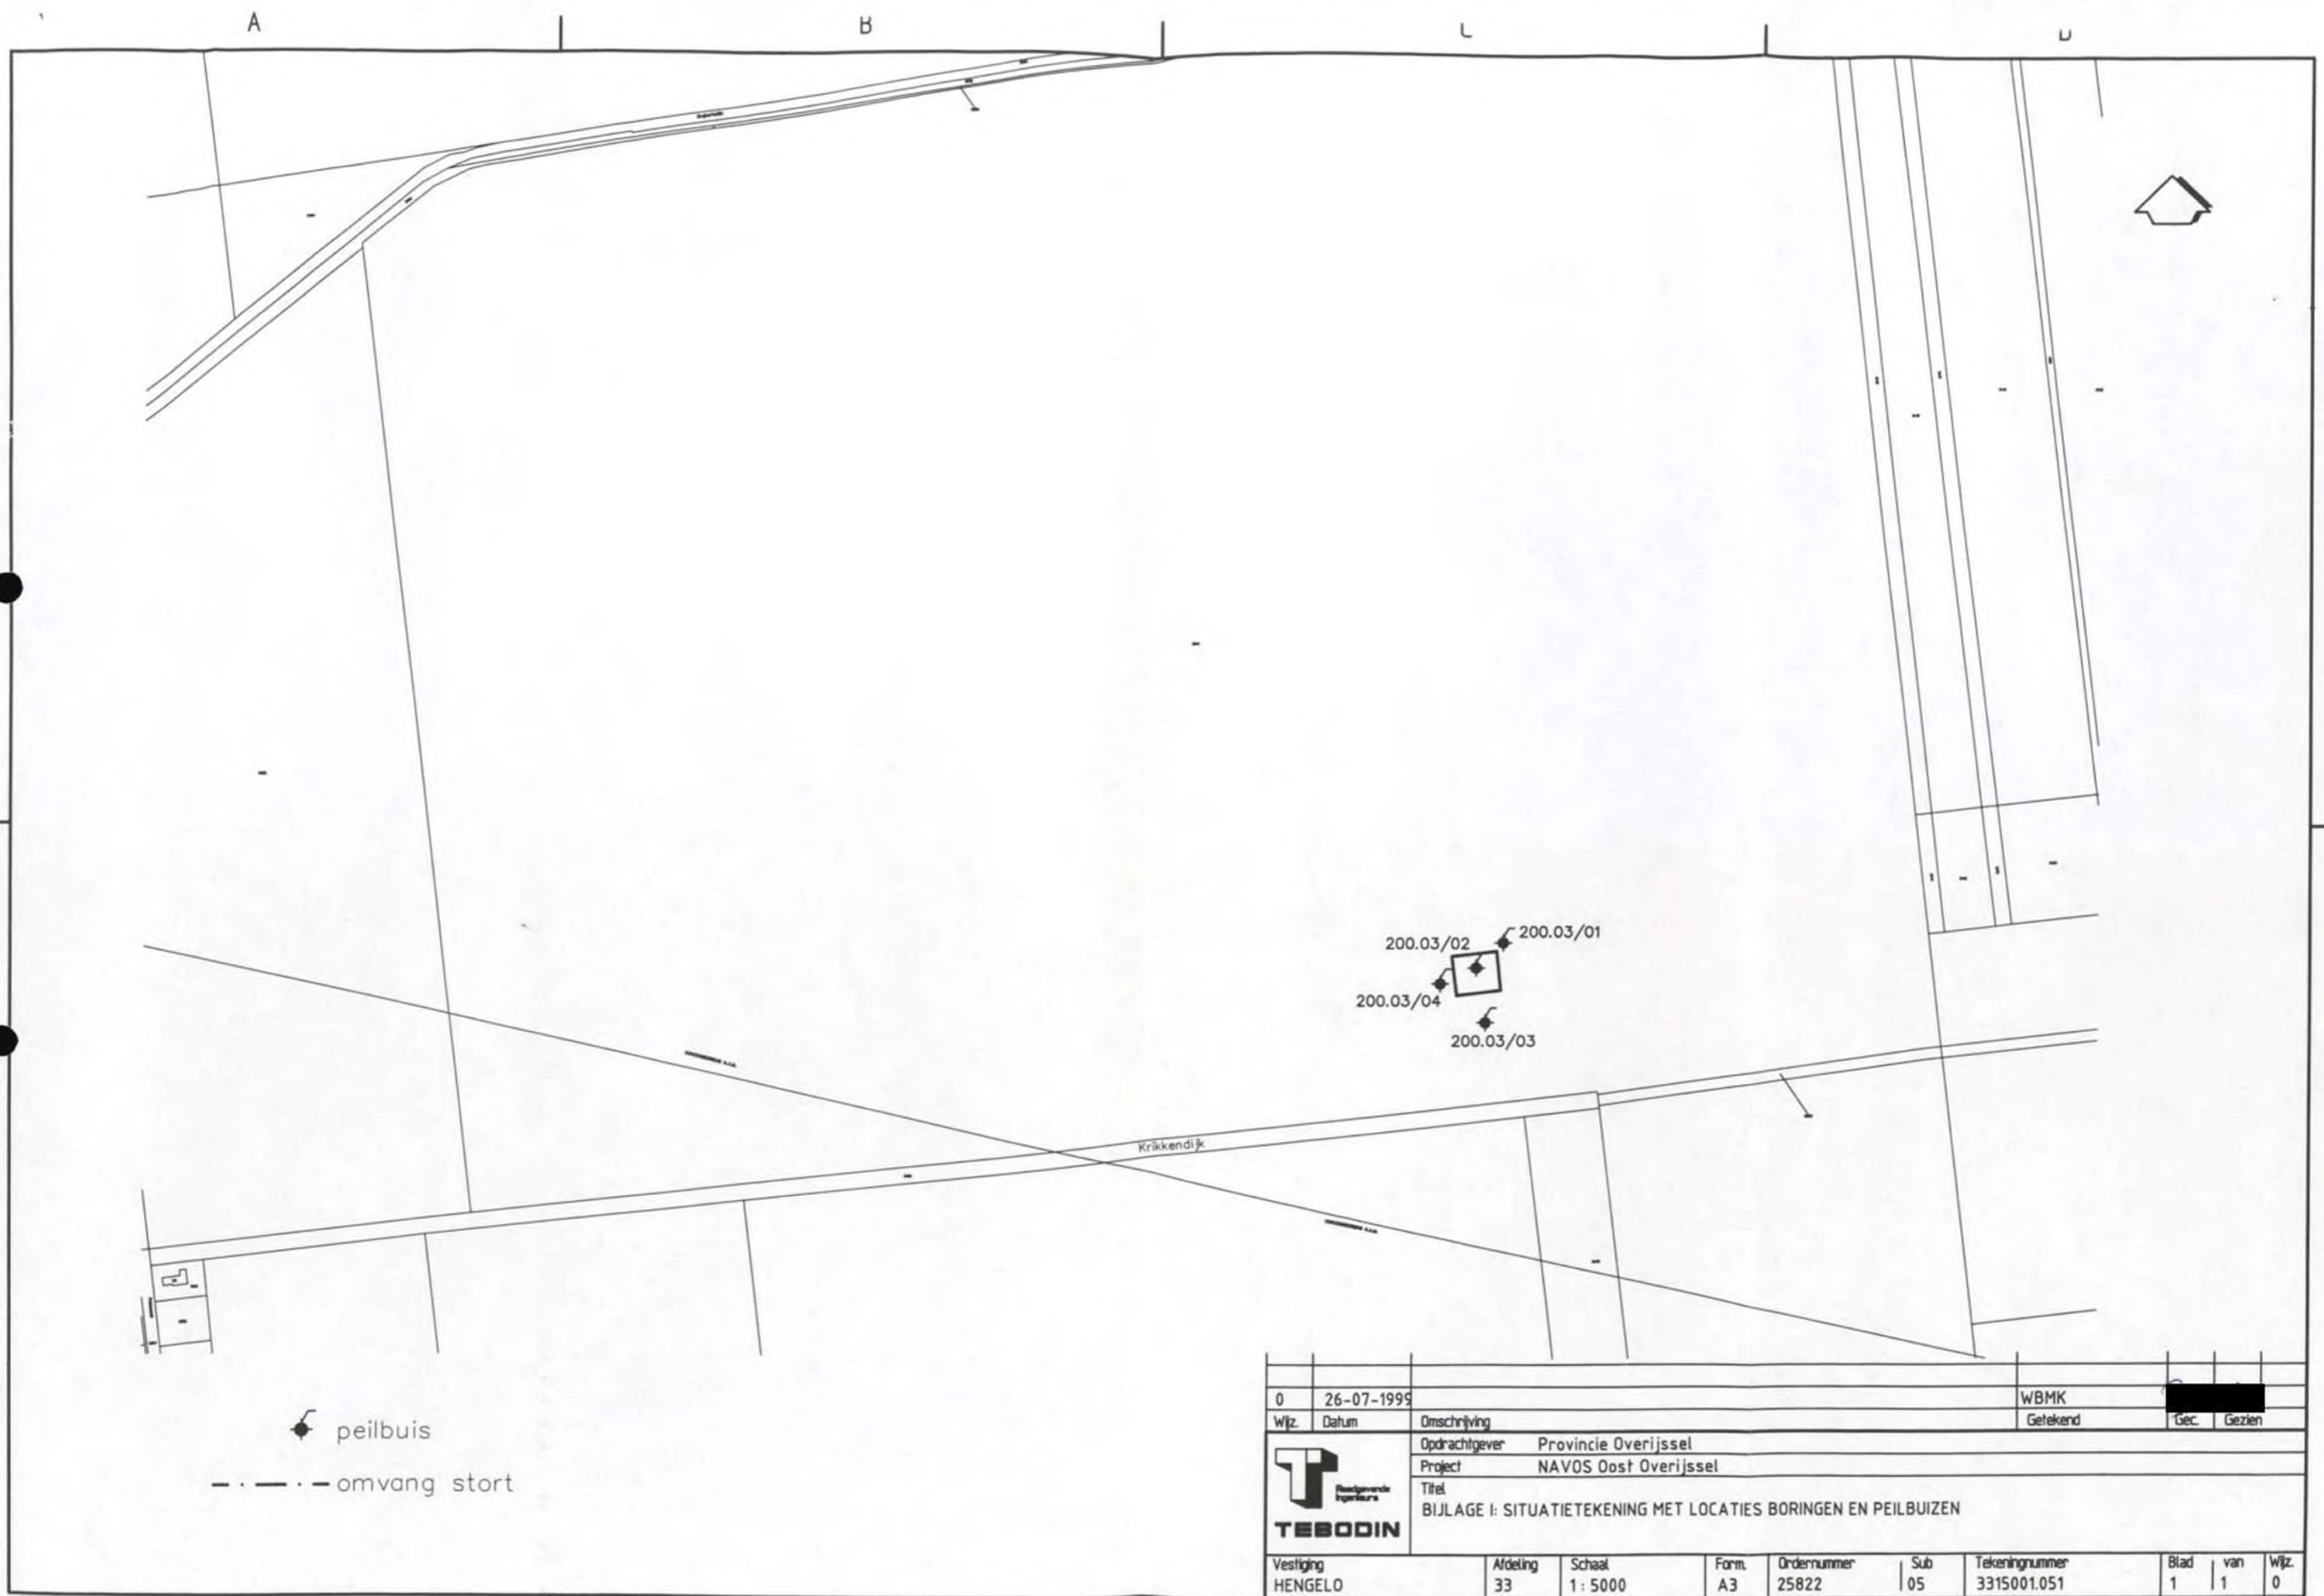 A B
200.03/02 200.03/01
200.03/04
200.03/03
Krikkendijk
peilbuis
omvang stort
0 26-07-1999 WBMK
Wijz. Datum Omschrijving Getekend Gec. Gezien
Opdrachtgever Provincie Overijssel
Project NAVOS Oost Overijssel
Titel
BIJLAGE I: SITUATIETEKENING MET LOCATIES BORINGEN EN PEILBUIZEN
Raadgevende
Ingenieurs
TEBODIN
Vestiging Afdeling Schaal Form. Ordernummer Sub Tekeningnummer Blad van Wijz.
HENGELO 33 1: 5000 A3 25822 05 3315001.051 1 1 0